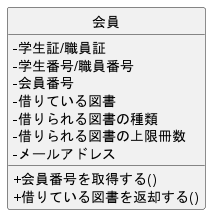 会員
-学生証/職員証
-学生番号/職員番号
-会員番号
-借りている図書
-借りられる図書の種類
-借りられる図書の上限冊数
-メールアドレス
+会員番号を取得する()
+借りている図書を返却する()